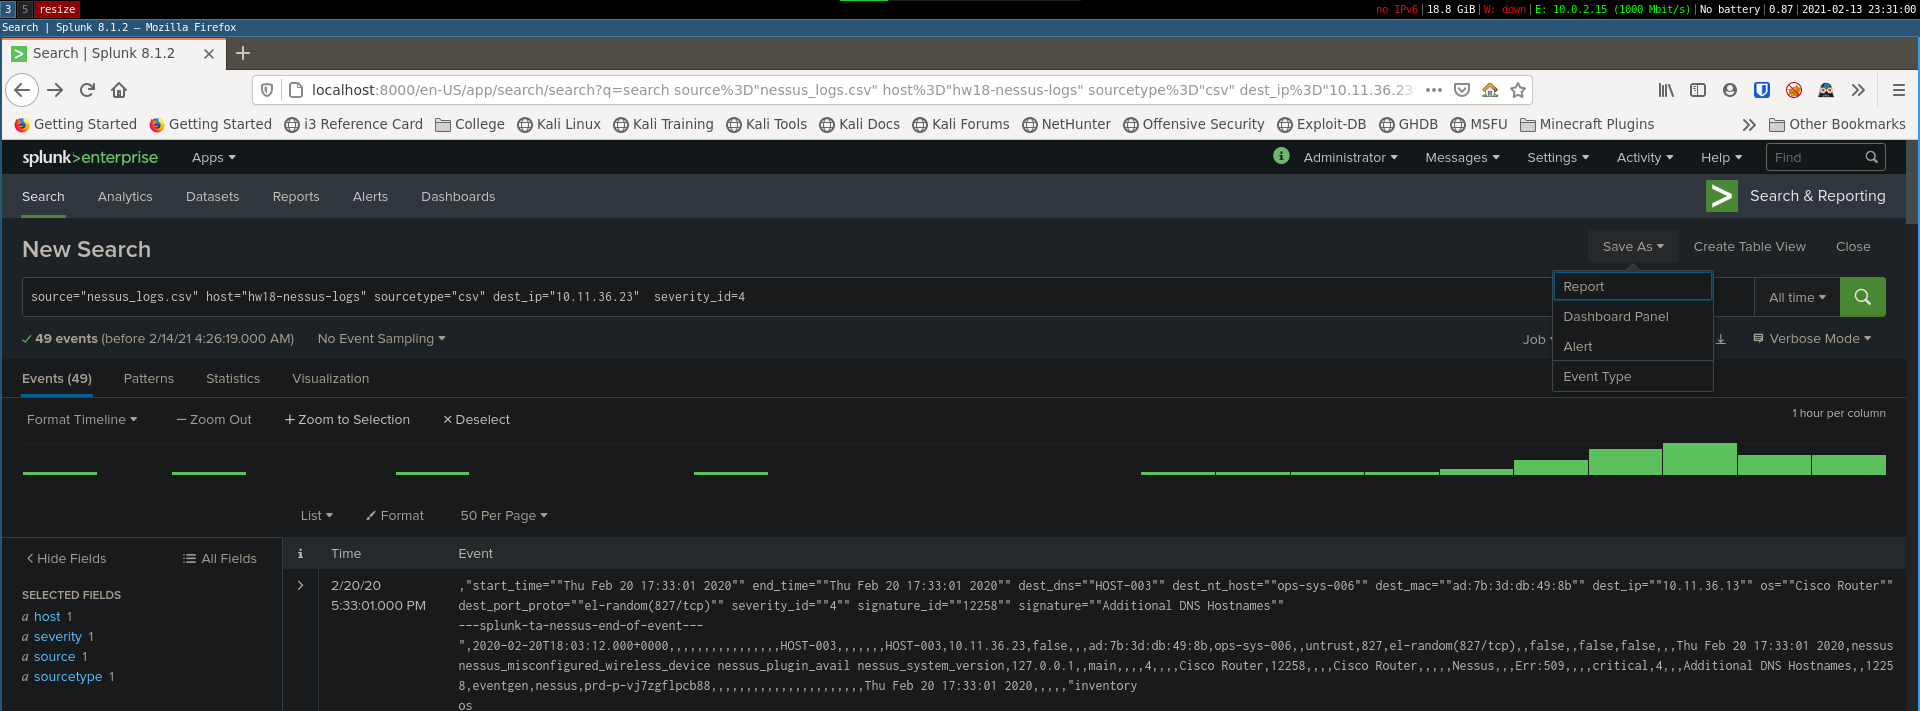 3 5 resize no IPv6|18.8 GiB|W: down|E: 10.0.2.15 (1000 Mbit/s)|No battery|0.87|2021-02-13 23:31:00
Search | Splunk 8.1.2 — Mozilla Firefox
Search | Splunk 8.1.2
localhost:8000/en-US/app/search/search?q=search source%3D"nessus_logs.csv" host%3D"hw18-nessus-logs" sourcetype%3D"csv" dest_ip%3D"10.11.36.23
Getting Started Getting Started i3 Reference Card College Kali Linux Kali Training Kali Tools Kali Docs Kali Forums NetHunter Offensive Security Exploit-DB GHDB MSFU Minecraft Plugins Other Bookmarks
splunk>enterprise Apps Administrator Messages Settings Activity Help Find
Search Analytics Datasets Reports Alerts Dashboards Search & Reporting
New Search Save As Create Table View Close
source="nessus_logs.csv" host="hw18-nessus-logs" sourcetype="csv" dest_ip="10.11.36.23"  severity_id=4 All time
Report
Dashboard Panel
Alert
Event Type
49 events (before 2/14/21 4:26:19.000 AM) No Event Sampling Job Verbose Mode
Events (49) Patterns Statistics Visualization
Format Timeline — Zoom Out + Zoom to Selection × Deselect 1 hour per column
List Format 50 Per Page
Hide Fields All Fields i Time Event
SELECTED FIELDS
a host 1
a severity 1
a source 1
a sourcetype 1
2/20/20
5:33:01.000 PM
,"start_time=""Thu Feb 20 17:33:01 2020"" end_time=""Thu Feb 20 17:33:01 2020"" dest_dns=""HOST-003"" dest_nt_host=""ops-sys-006"" dest_mac=""ad:7b:3d:db:49:8b"" dest_ip=""10.11.36.13"" os=""Cisco Router""
dest_port_proto=""el-random(827/tcp)"" severity_id=""4"" signature_id=""12258"" signature=""Additional DNS Hostnames""
---splunk-ta-nessus-end-of-event---
",2020-02-20T18:03:12.000+0000,,,,,,,,,,,,,,,,HOST-003,,,,,,,HOST-003,10.11.36.23,false,,,ad:7b:3d:db:49:8b,ops-sys-006,,untrust,827,el-random(827/tcp),,false,,false,false,,,Thu Feb 20 17:33:01 2020,nessus
nessus_misconfigured_wireless_device nessus_plugin_avail nessus_system_version,127.0.0.1,,main,,,,4,,,,Cisco Router,12258,,,,Cisco Router,,,,,Nessus,,,Err:509,,,,critical,4,,,Additional DNS Hostnames,,1225
8,eventgen,nessus,prd-p-vj7zgflpcb88,,,,,,,,,,,,,,,,,,,,,,Thu Feb 20 17:33:01 2020,,,,,"inventory
os